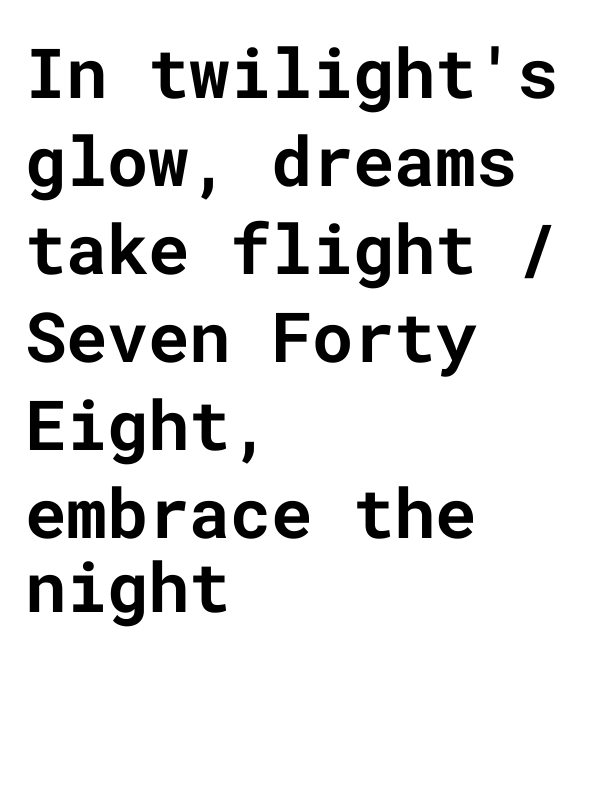 In twilight's
glow, dreams
take flight /
Seven Forty
Eight,
embrace the
night